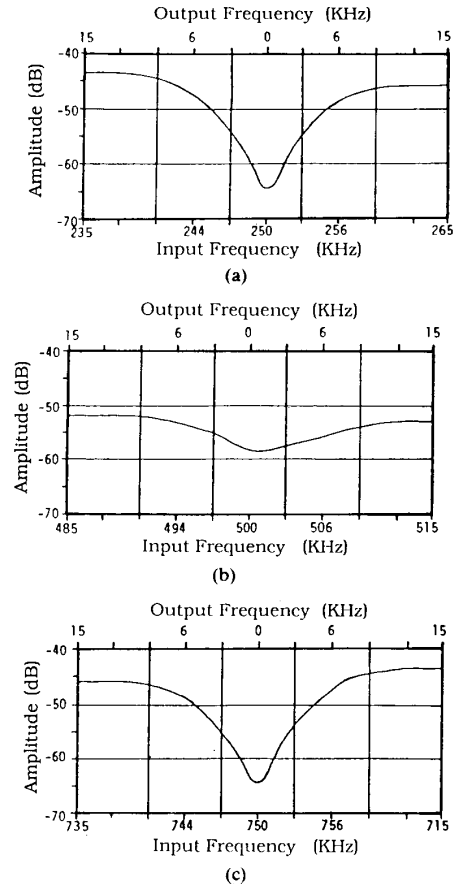 Output Frequency (KHz)
15 6 0 6 15
-40
-50
-60
-70
Amplitude (dB)
235 244 250 256 265
Input Frequency (KHz)
(a)
Output Frequency (KHz)
15 6 0 6 15
-40
-50
-60
-70
Amplitude (dB)
485 494 500 506 515
Input Frequency (KHz)
(b)
Output Frequency (KHz)
15 6 0 6 15
-40
-50
-60
-70
Amplitude (dB)
735 744 750 756 715
Input Frequency (KHz)
(c)